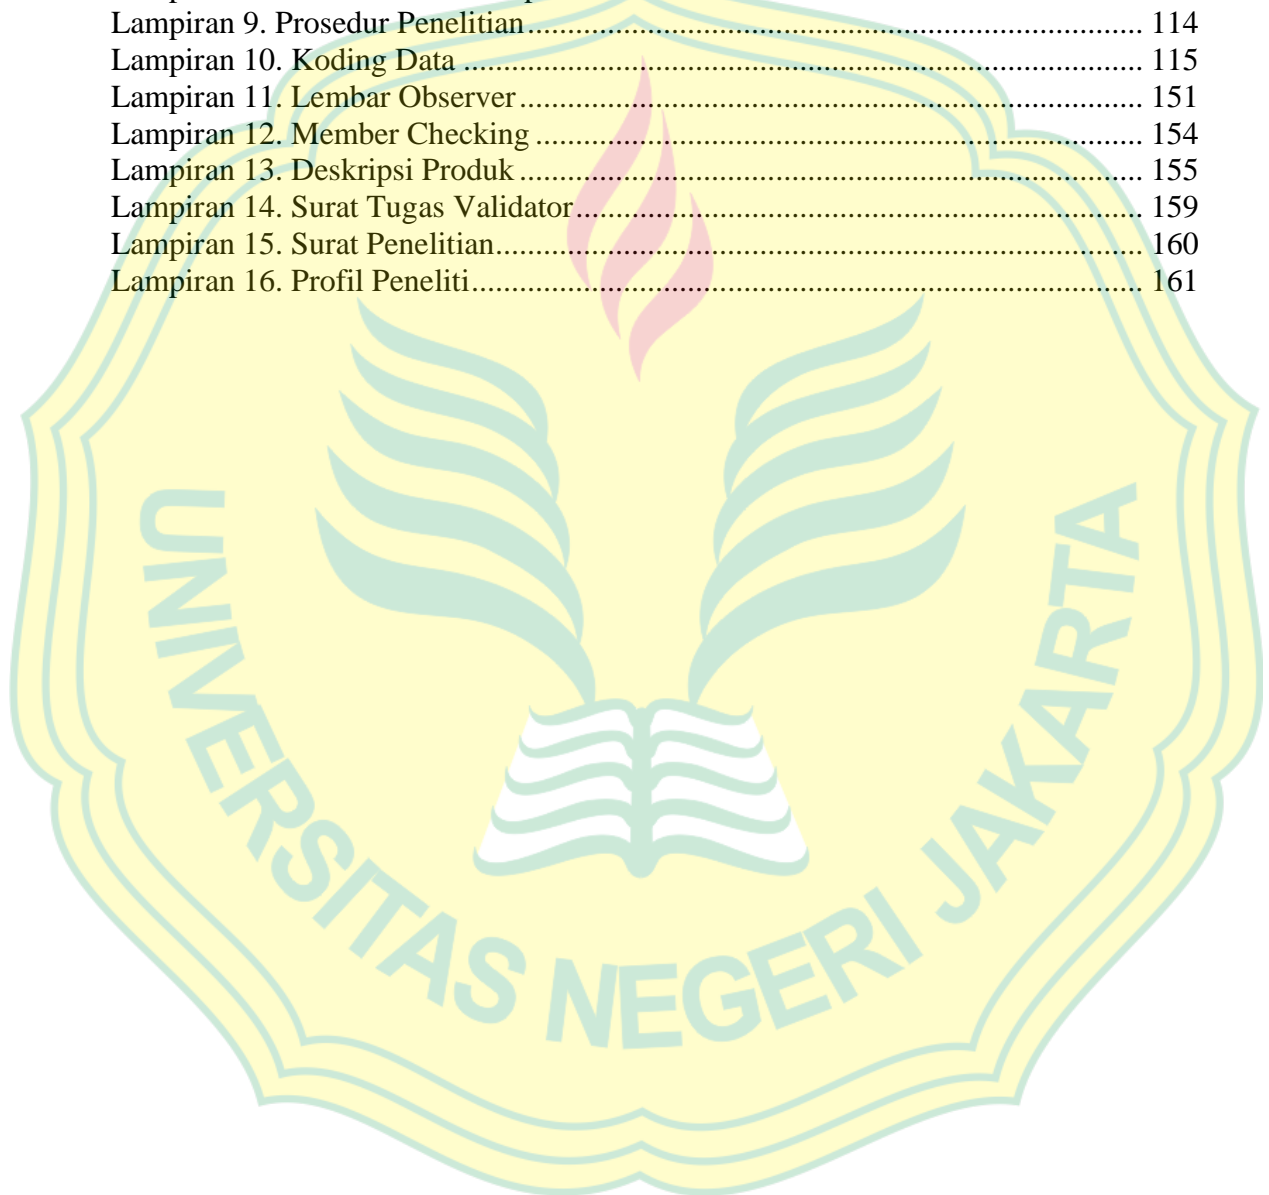 Lampiran 9. Prosedur Penelitian........................................................................... 114
Lampiran 10. Koding Data ................................................................................... 115
Lampiran 11. Lembar Observer............................................................................ 151
Lampiran 12. Member Checking .......................................................................... 154
Lampiran 13. Deskripsi Produk ............................................................................ 155
Lampiran 14. Surat Tugas Validator..................................................................... 159
Lampiran 15. Surat Penelitian............................................................................... 160
Lampiran 16. Profil Peneliti.................................................................................. 161
UNIVERSITAS NEGERI JAKARTA